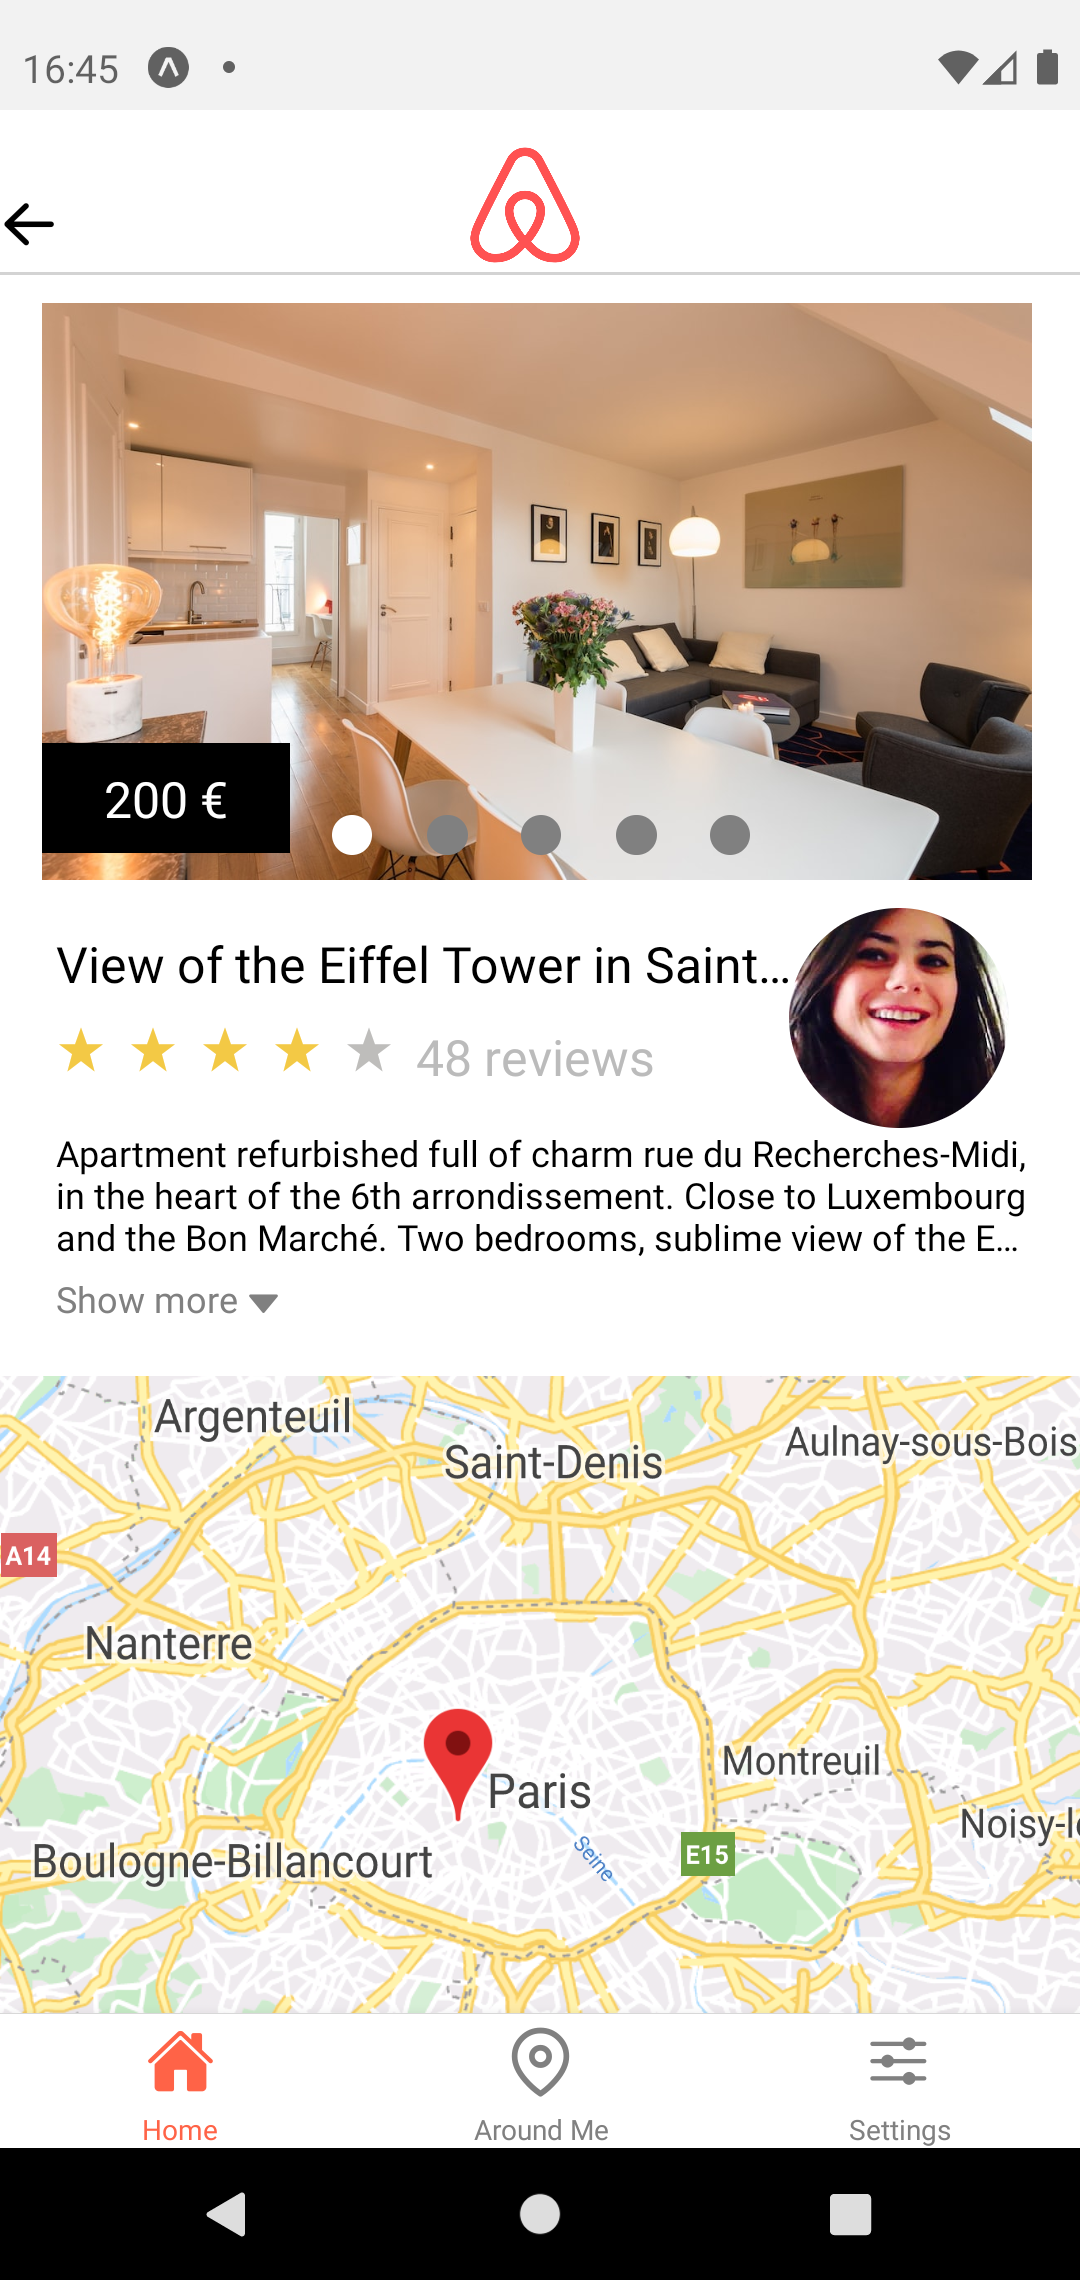 16:45
200 €
View of the Eiffel Tower in Saint...
48 reviews
Apartment refurbished full of charm rue du Recherches-Midi,
in the heart of the 6th arrondissement. Close to Luxembourg
and the Bon Marché. Two bedrooms, sublime view of the E...
Show more
Argenteuil
Saint-Denis
Aulnay-sous-Bois
A14
Nanterre
Montreuil
Paris
Noisy-l
Boulogne-Billancourt
Seine
E15
Home
Around Me
Settings